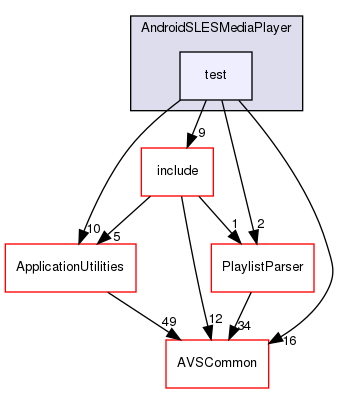 AndroidSLESMediaPlayer
test
9
include
10
5
1
2
ApplicationUtilities
PlaylistParser
49
12
34
16
AVSCommon